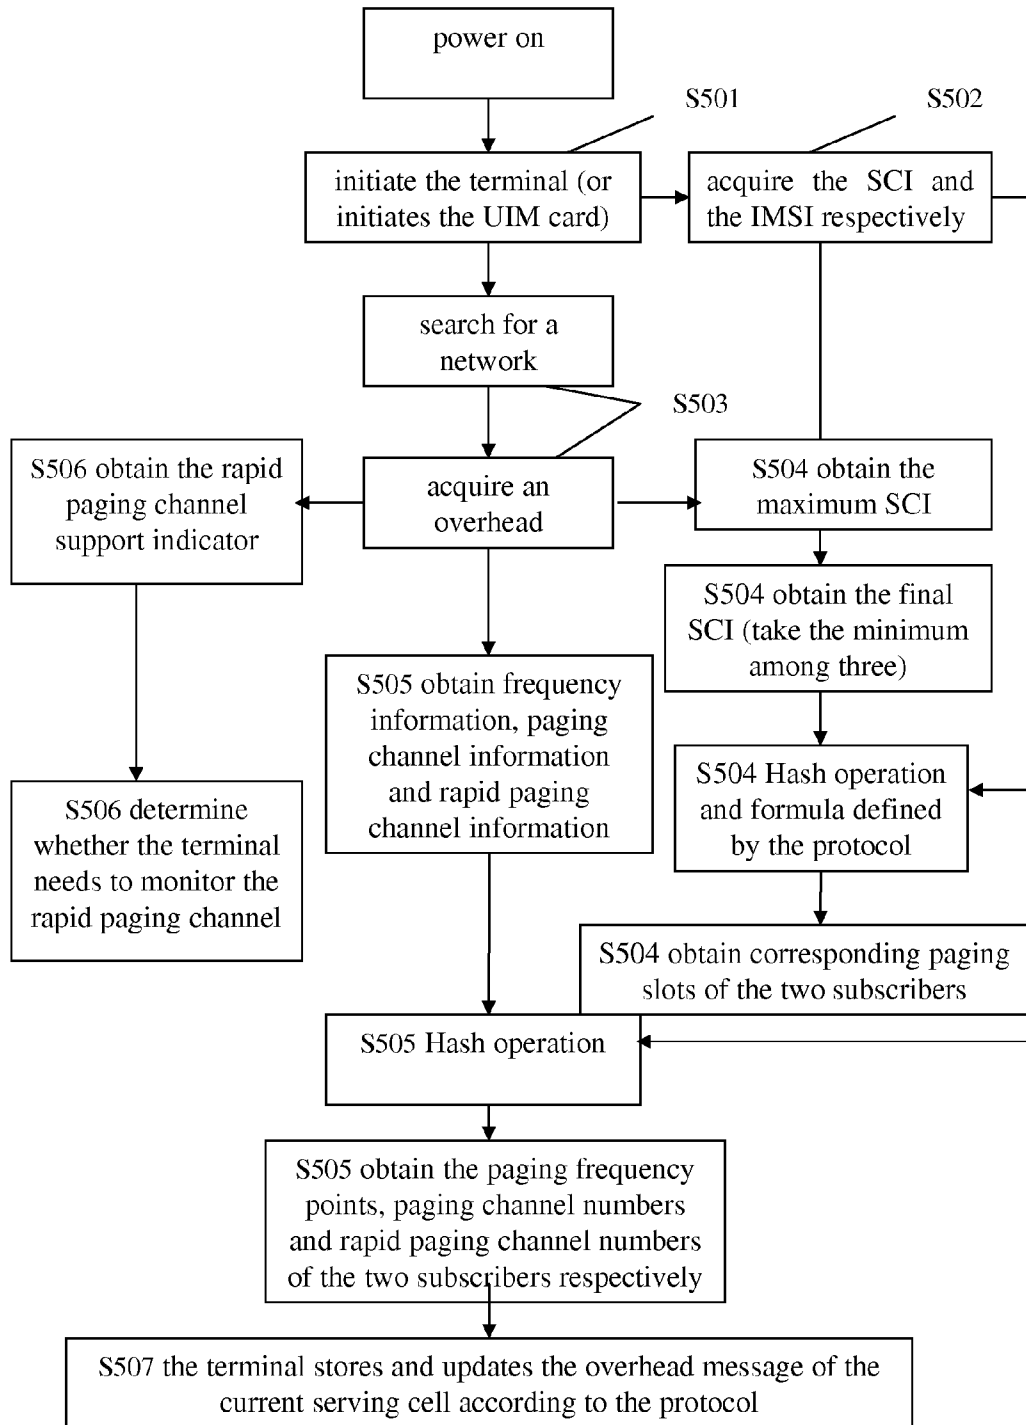 power on
S501
S502
initiate the terminal (or
initiates the UIM card)
acquire the SCI and
the IMSI respectively
search for a
network
S503
S506 obtain the rapid
paging channel
support indicator
acquire an
overhead
S504 obtain the
maximum SCI
S504 obtain the final
SCI (take the minimum
among three)
S505 obtain frequency
information, paging
channel information
and rapid paging
channel information
S506 determine
whether the terminal
needs to monitor the
rapid paging channel
S504 Hash operation
and formula defined
by the protocol
S504 obtain corresponding paging
slots of the two subscribers
S505 Hash operation
S505 obtain the paging frequency
points, paging channel numbers
and rapid paging channel numbers
of the two subscribers respectively
S507 the terminal stores and updates the overhead message of the
current serving cell according to the protocol